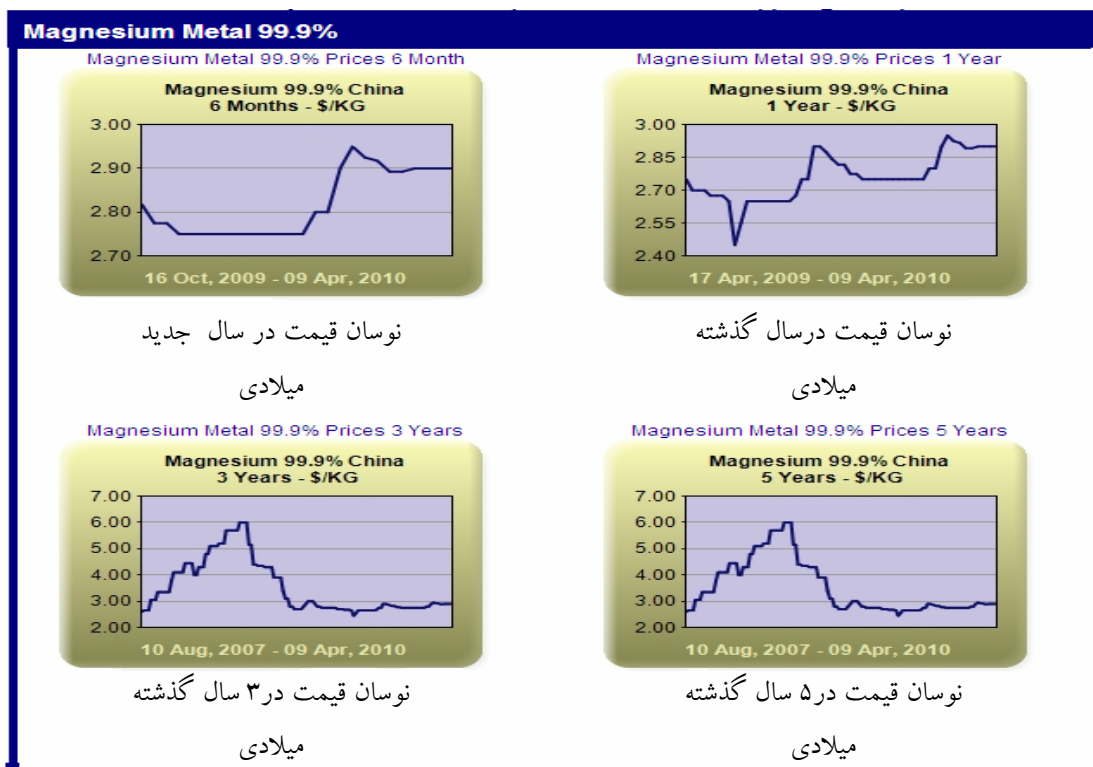 Magnesium Metal 99.9%
Magnesium Metal 99.9% Prices 6 Month
Magnesium 99.9% China
6 Months - $/KG
3.00
2.90
2.80
2.70
16 Oct, 2009 - 09 Apr, 2010
نوسان قیمت در سال جدید
میلادی
Magnesium Metal 99.9% Prices 1 Year
Magnesium 99.9% China
1 Year - $/KG
3.00
2.85
2.70
2.55
2.40
17 Apr, 2009 - 09 Apr, 2010
نوسان قیمت درسال گذشته
میلادی
Magnesium Metal 99.9% Prices 3 Years
Magnesium 99.9% China
3 Years - $/KG
7.00
6.00
5.00
4.00
3.00
2.00
10 Aug, 2007 - 09 Apr, 2010
نوسان قیمت در۳ سال گذشته
میلادی
Magnesium Metal 99.9% Prices 5 Years
Magnesium 99.9% China
5 Years - $/KG
7.00
6.00
5.00
4.00
3.00
2.00
10 Aug, 2007 - 09 Apr, 2010
نوسان قیمت در۵ سال گذشته
میلادی